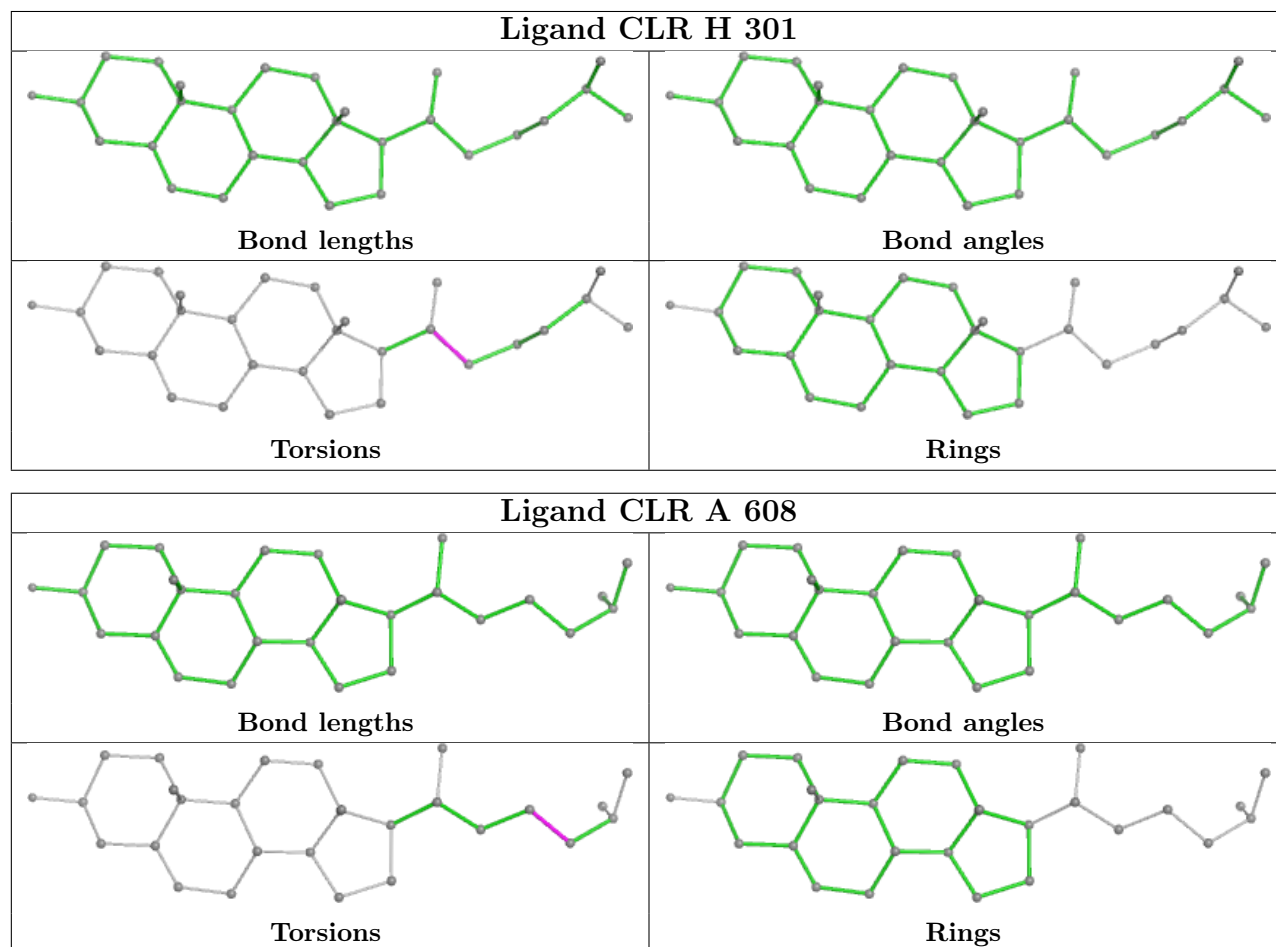 Ligand CLR H 301
Bond lengths
Bond angles
Torsions
Rings
Ligand CLR A 608
Bond lengths
Bond angles
Torsions
Rings